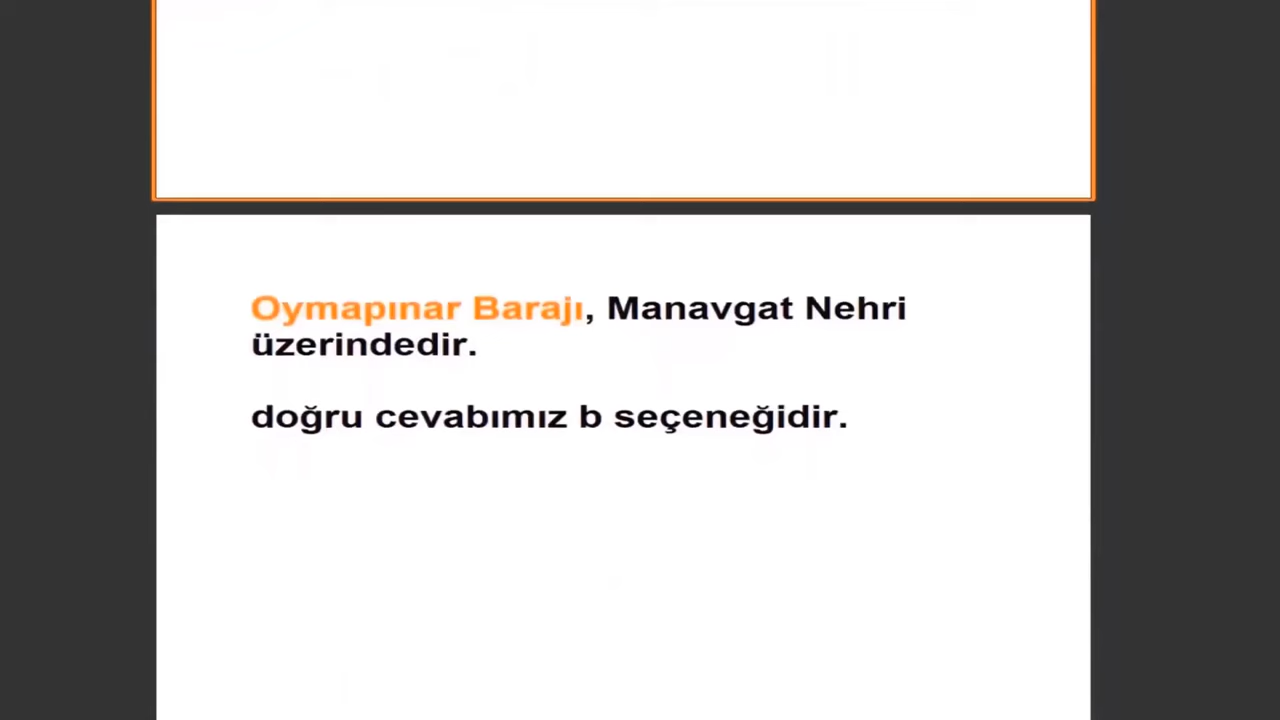 Oymapınar Barajı, Manavgat Nehri
üzerindedir.
doğru cevabımız b seçeneğidir.